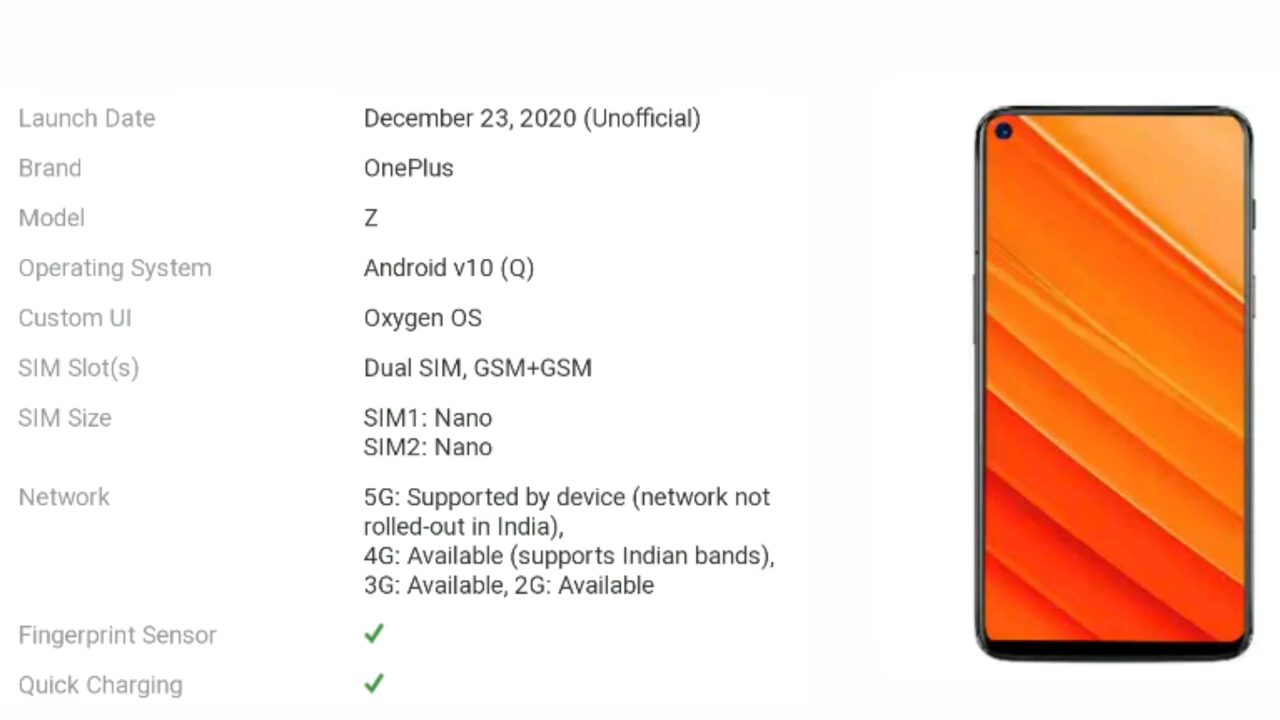 Launch Date December 23, 2020 (Unofficial)
Brand OnePlus
Model Z
Operating System Android v10 (Q)
Custom UI Oxygen OS
SIM Slot(s) Dual SIM, GSM+GSM
SIM Size SIM1: Nano
SIM2: Nano
Network 5G: Supported by device (network not
rolled-out in India),
4G: Available (supports Indian bands),
3G: Available, 2G: Available
Fingerprint Sensor ✓
Quick Charging ✓